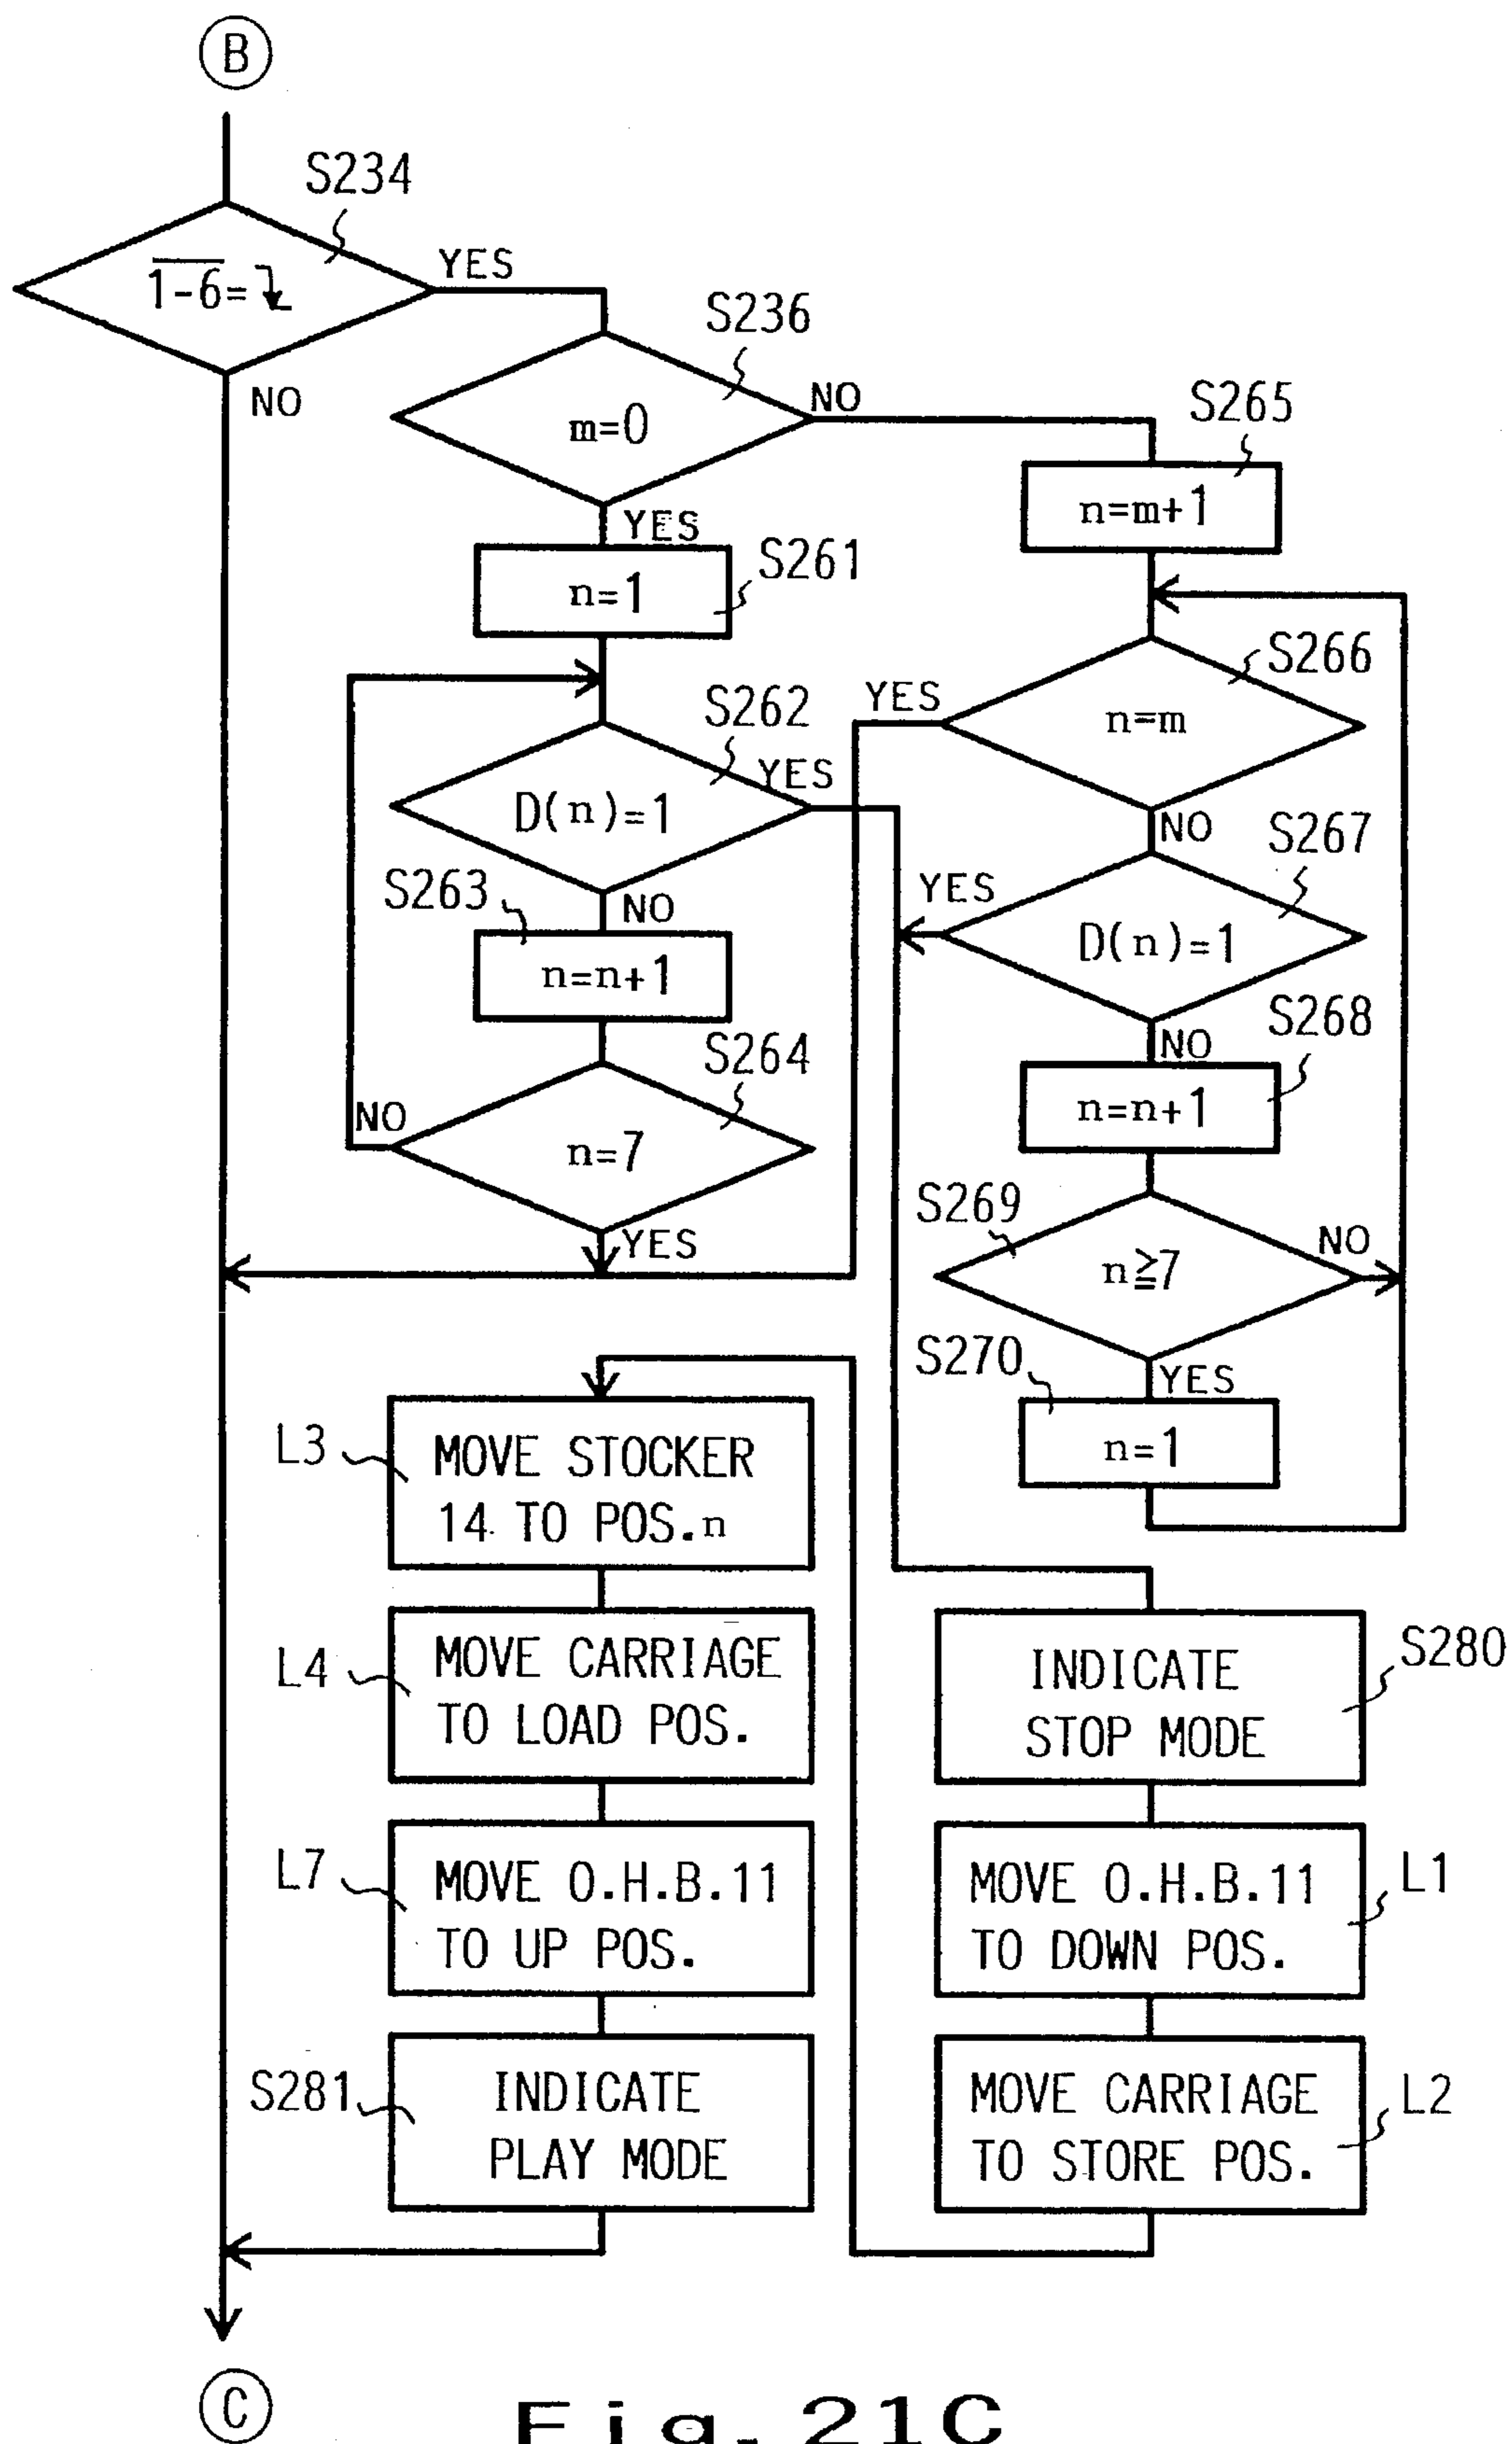 B
S234
1-6=
YES
NO
S236
m=0
NO
YES
S265
n=m+1
S261
n=1
S266
n=m
YES
NO
S262
D(n)=1
YES
NO
S267
D(n)=1
YES
NO
S263
n=n+1
S268
n=n+1
S264
n=7
NO
YES
S269
n≧7
NO
YES
S270
n=1
L3
MOVE STOCKER
14 TO POS.n
L4
MOVE CARRIAGE
TO LOAD POS.
S280
INDICATE
STOP MODE
L7
MOVE O.H.B.11
TO UP POS.
L1
MOVE O.H.B.11
TO DOWN POS.
S281
INDICATE
PLAY MODE
L2
MOVE CARRIAGE
TO STORE POS.
C
Fig. 21C